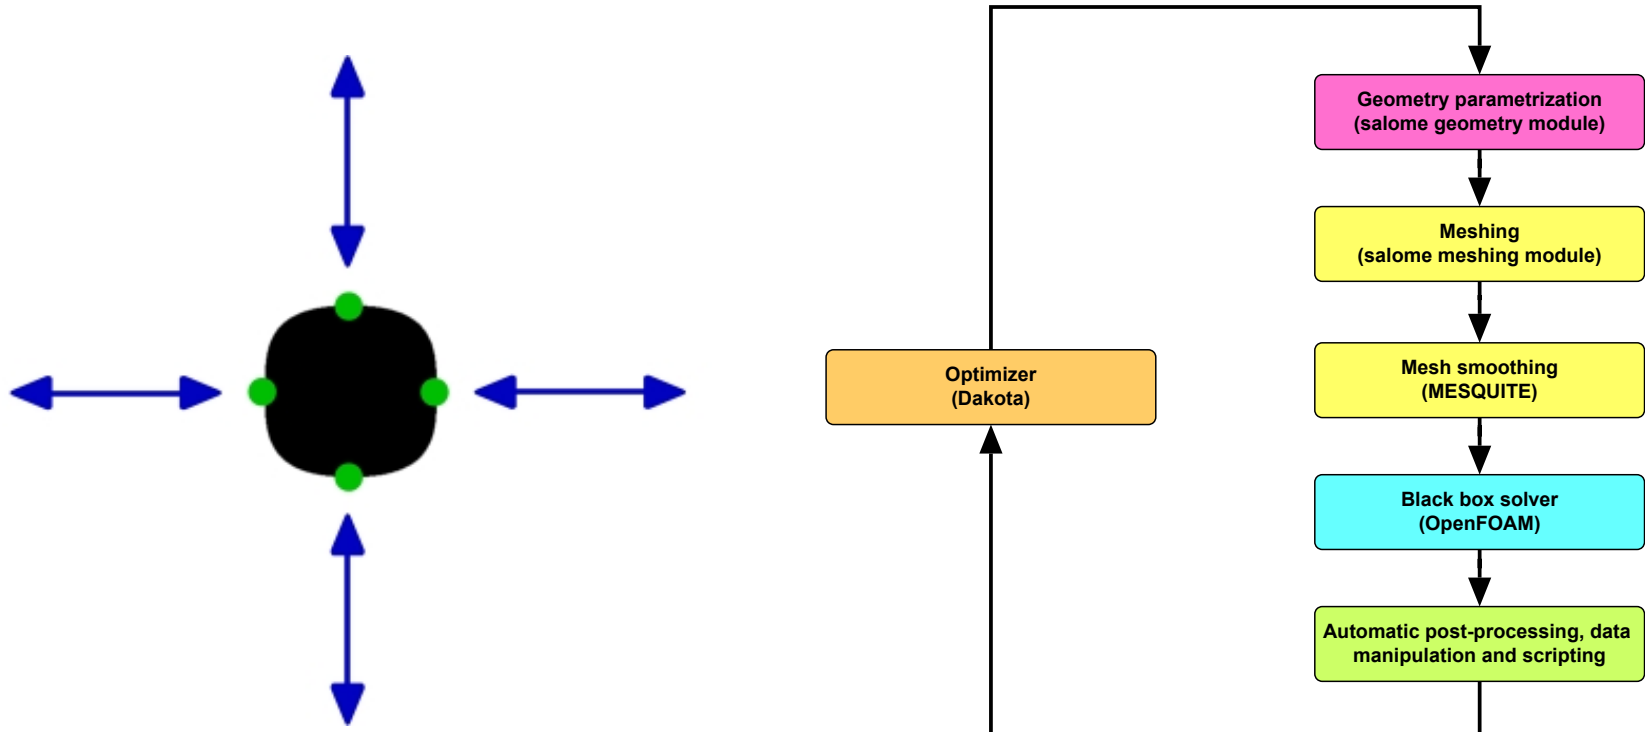 Geometry parametrization
(salome geometry module)
Meshing
(salome meshing module)
Optimizer
(Dakota)
Mesh smoothing
(MESQUITE)
Black box solver
(OpenFOAM)
Automatic post-processing, data
manipulation and scripting